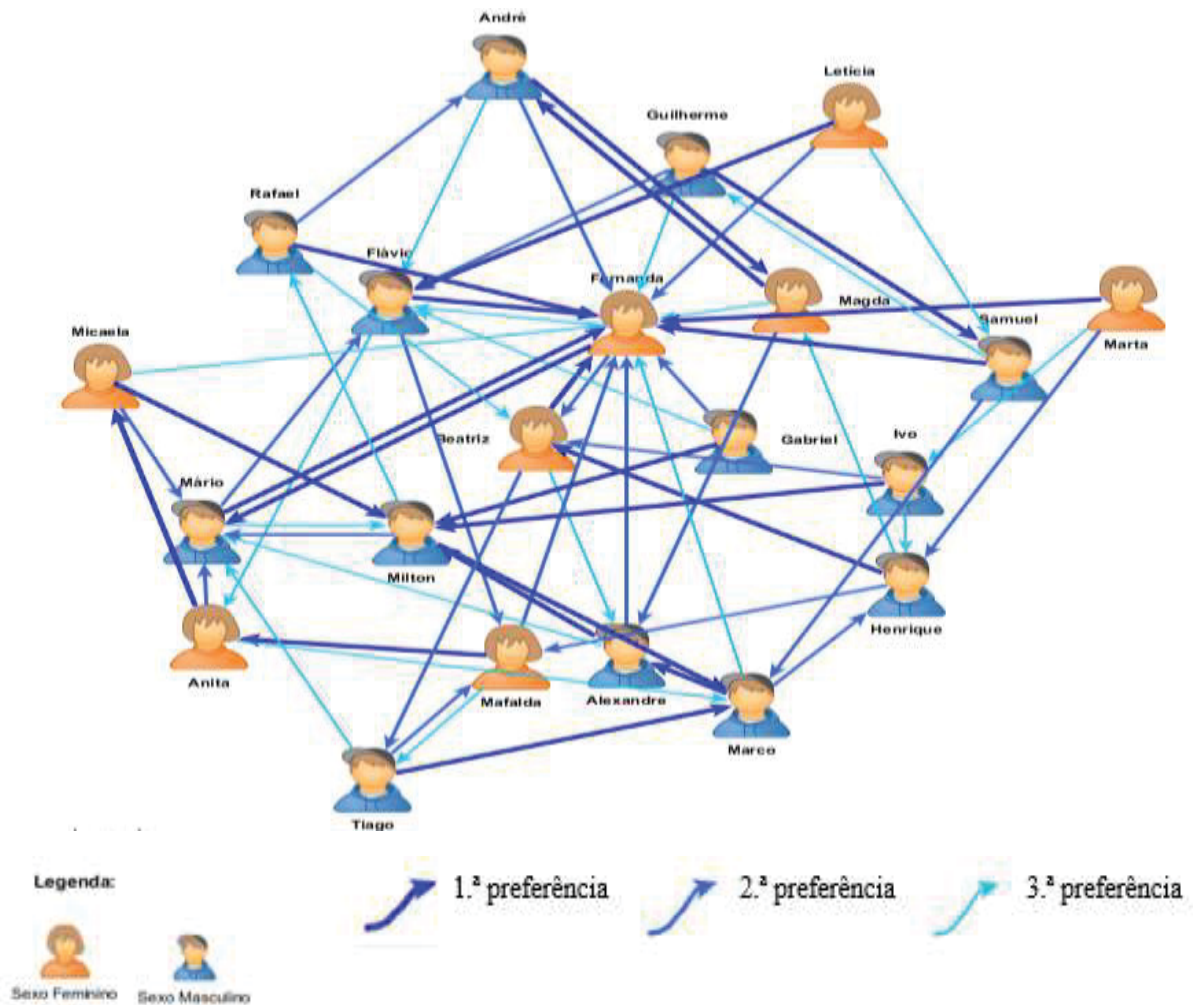 André
Letícia
Guilherme
Rafael
Flávio
Fernanda
Magda
Samuel
Marta
Micaela
Beatriz
Gabriel
Ivo
Mário
Milton
Henrique
Anita
Mafalda
Alexandre
Marco
Tiago
Legenda:
1.ª preferência
2.ª preferência
3.ª preferência
Sexo Feminino
Sexo Masculino